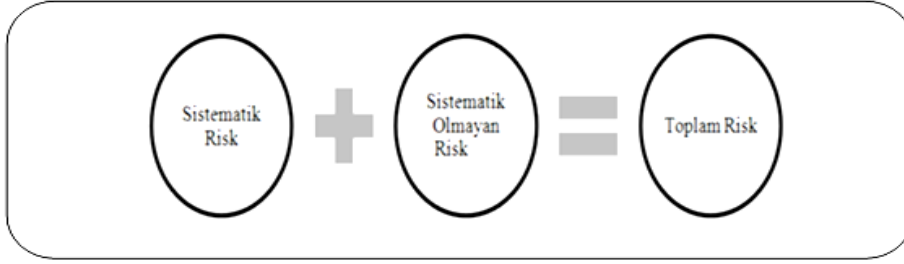 Sistematik
Risk
Sistematik
Olmayan
Risk
Toplam Risk